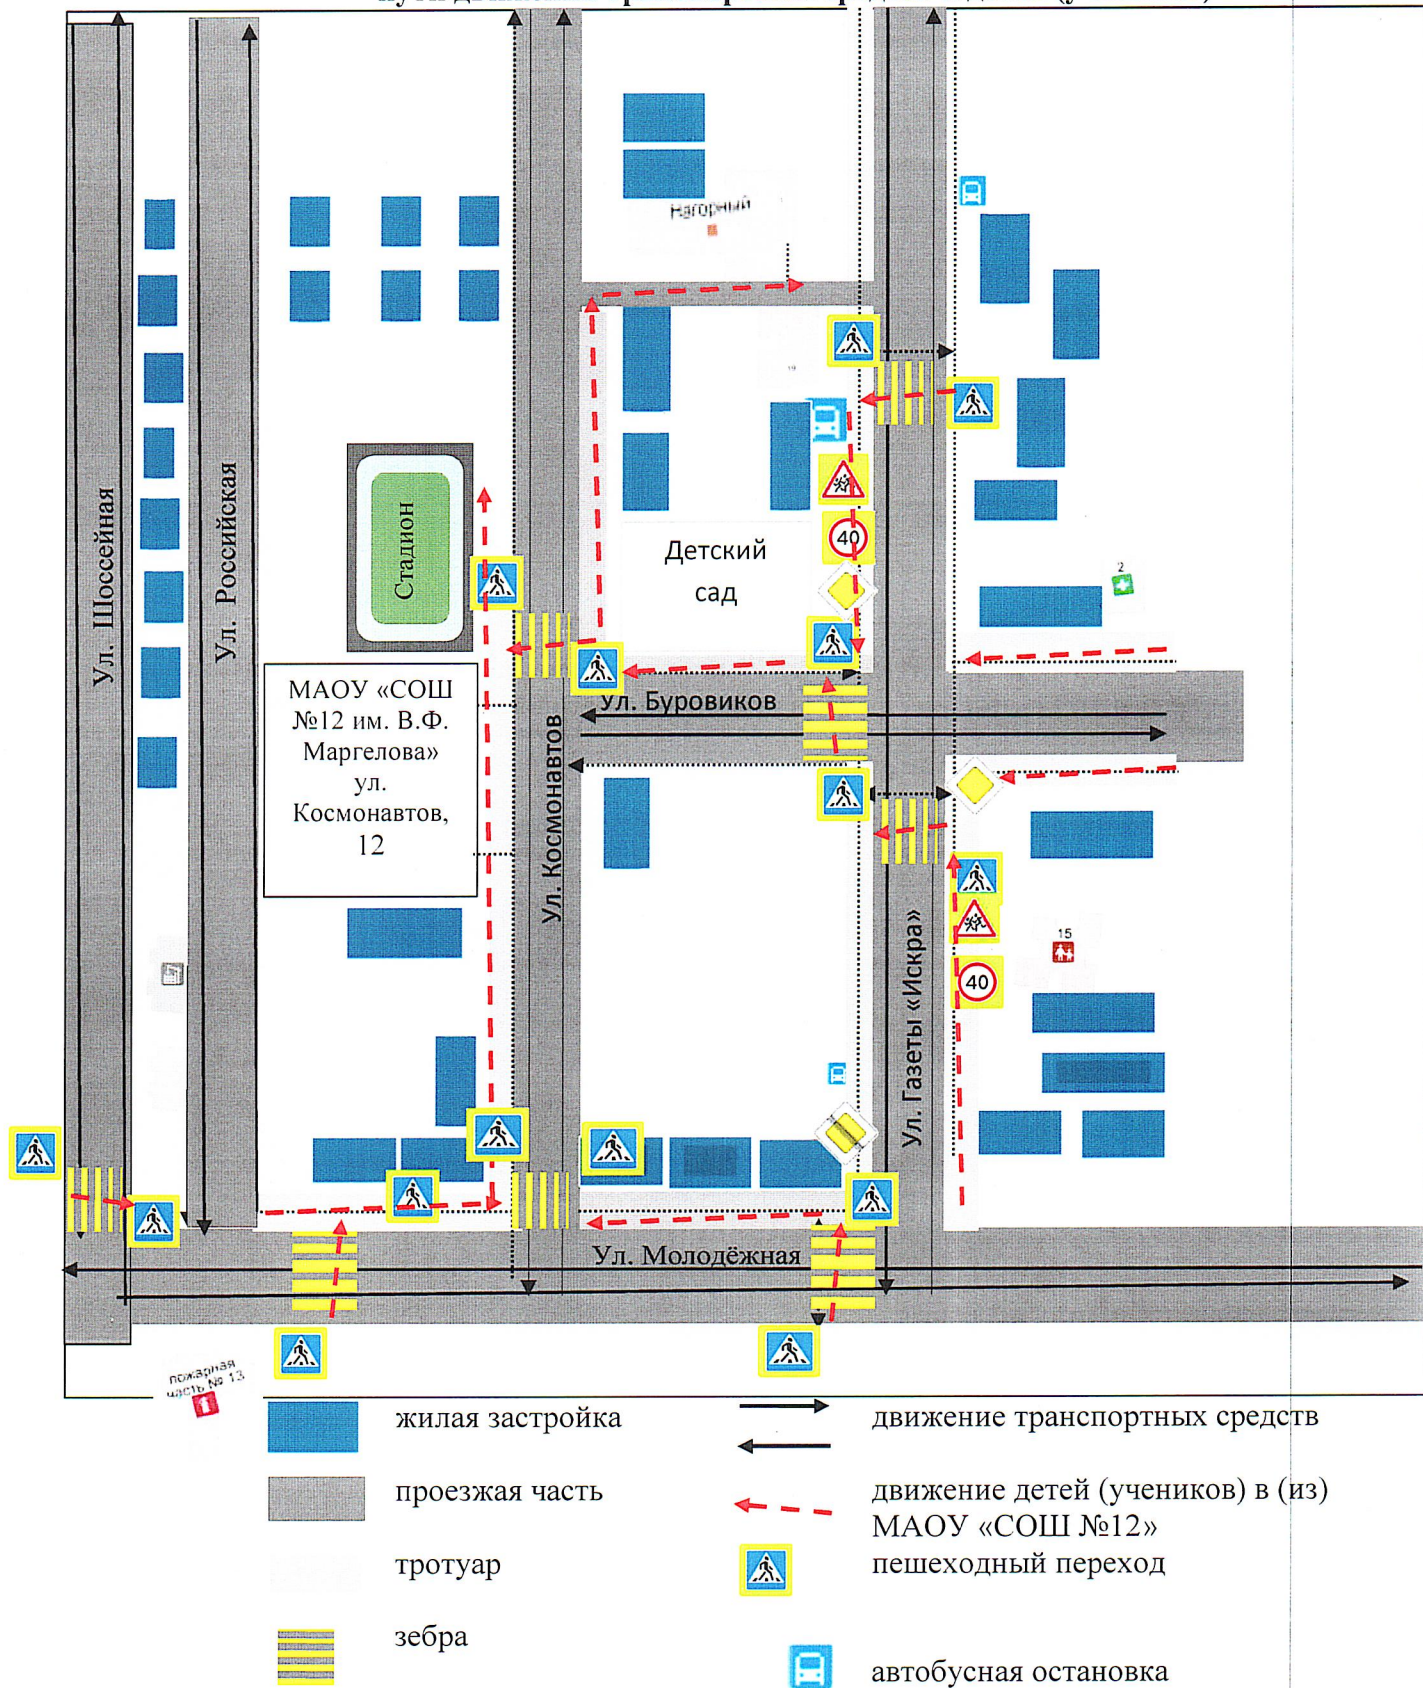 Нагорный
19
40
Детский
сад
2
Ул. Шоссейная
Ул. Российская
Стадион
МАОУ «СОШ
№12 им. В.Ф.
Маргелова»
ул.
Космонавтов,
12
Ул. Буровиков
Ул. Космонавтов
Ул. Газеты «Искра»
15
40
Ул. Молодёжная
пожарная
часть № 13
жилая застройка
движение транспортных средств
проезжая часть
движение детей (учеников) в (из)
МАОУ «СОШ №12»
тротуар
пешеходный переход
зебра
автобусная остановка